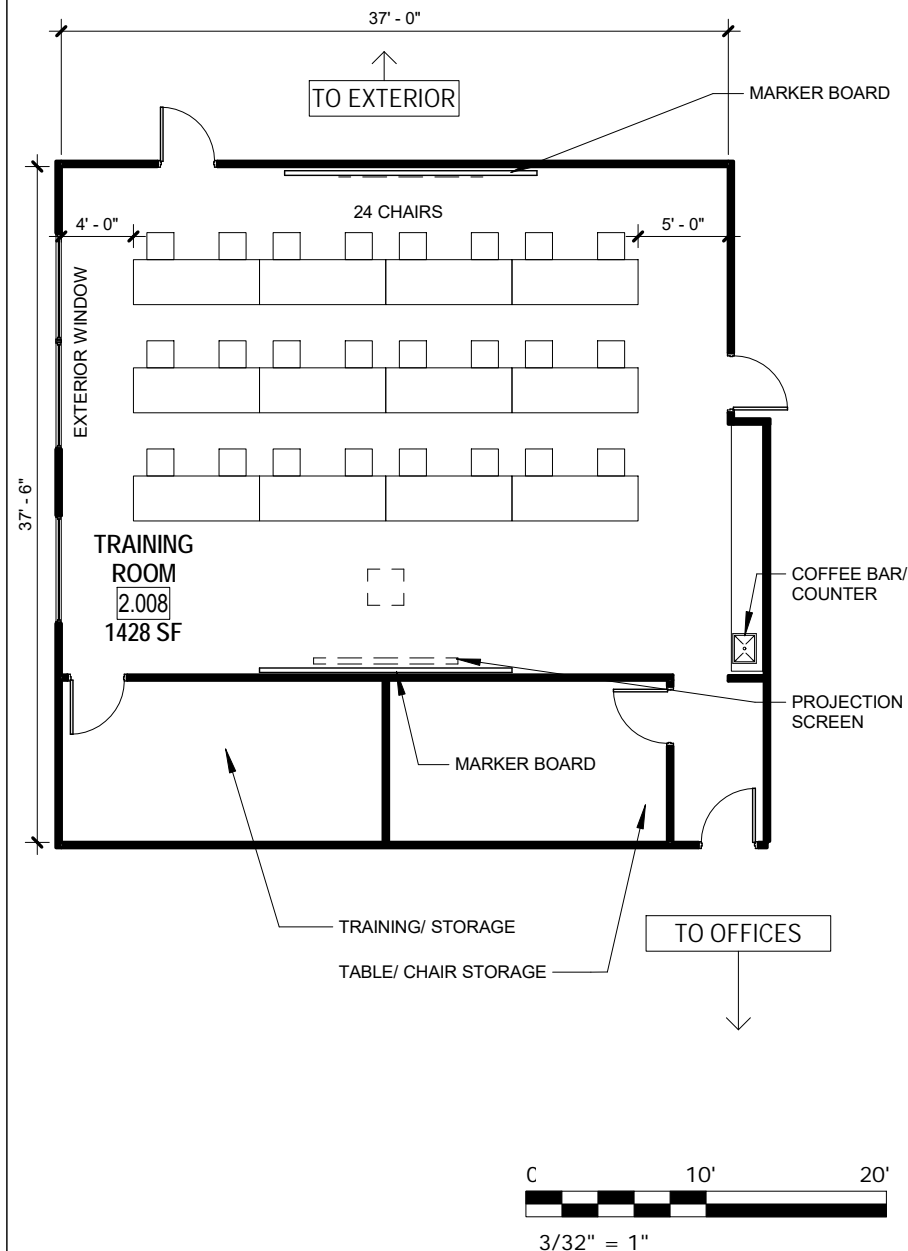 37' - 0"
TO EXTERIOR
MARKER BOARD
24 CHAIRS
4' - 0"
5' - 0"
EXTERIOR WINDOW
37' - 6"
TRAINING
ROOM
2.008
1428 SF
COFFEE BAR/
COUNTER
PROJECTION
SCREEN
MARKER BOARD
TRAINING/ STORAGE
TO OFFICES
TABLE/ CHAIR STORAGE
0 10' 20'
3/32" = 1"